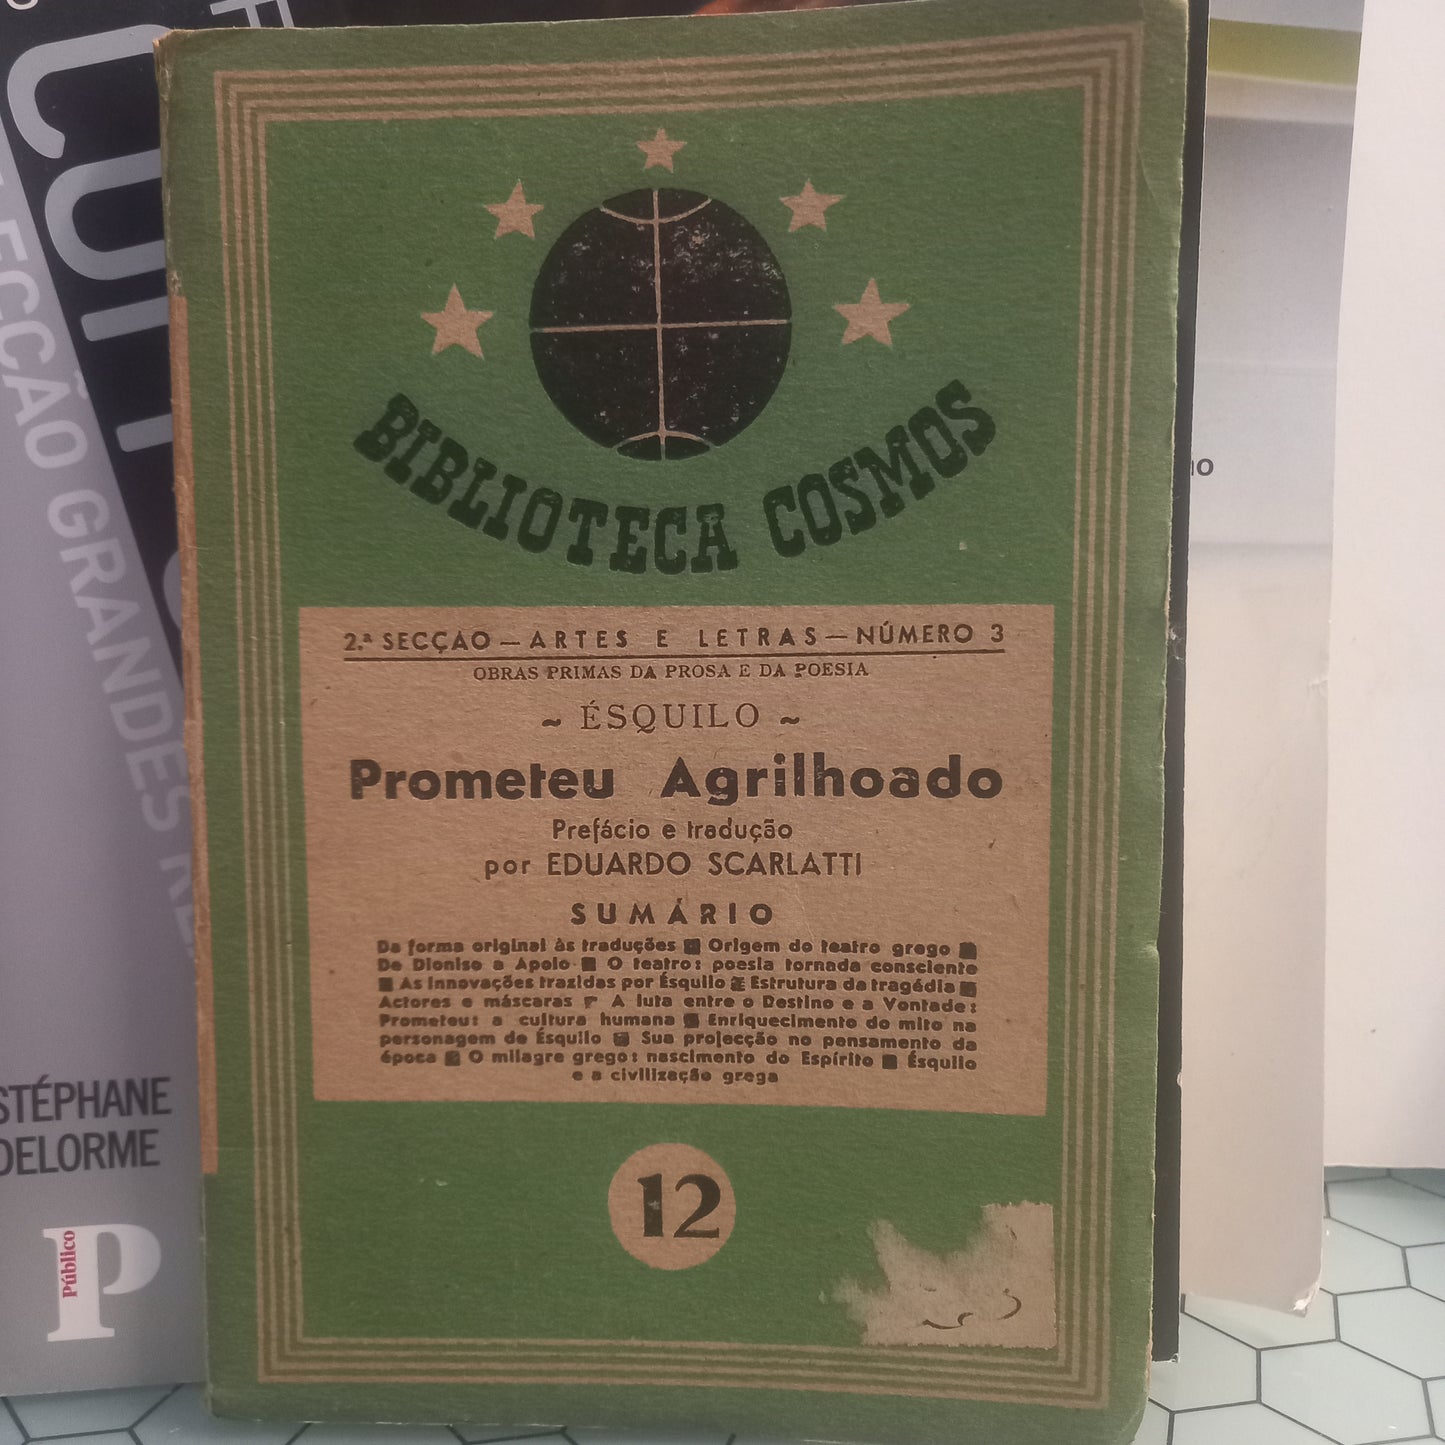 BIBLIOTECA COSMOS
2.ª SECÇÃO — ARTES E LETRAS — NÚMERO 3
OBRAS PRIMAS DA PROSA E DA POESIA
~ ÉSQUILO ~
Prometeu Agrilhoado
Prefácio e tradução
por EDUARDO SCARLATTI
SUMÁRIO
Da forma original às traduções ■ Origem do teatro grego ■
De Dioniso a Apolo ■ O teatro: poesia tornada consciente
■ As innovações trazidas por Ésquilo ■ Estrutura da tragédia ■
Actores e máscaras ■ A luta entre o Destino e a Vontade:
Prometeu: a cultura humana ■ Enriquecimento do mito na
personagem de Ésquilo ■ Sua projecção no pensamento da
época ■ O milagre grego: nascimento do Espírito ■ Ésquilo
e a civilização grega
12
STÉPHANE
DELORME
Público
P
GRANDES